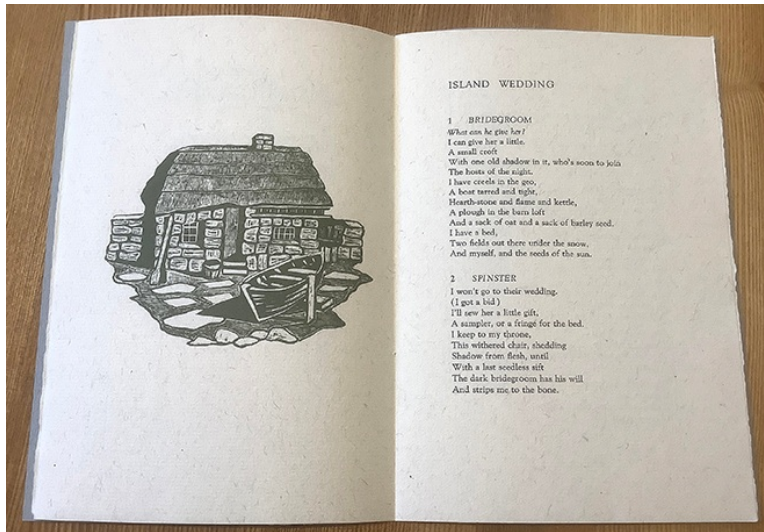 ISLAND WEDDING
1 BRIDEGROOM
What can he give her?
I can give her a little.
A small croft
With one old shadow in it, who's soon to join
The hosts of the night.
I have creels in the geo,
A boat tarred and tight,
Hearth-stone and flame and kettle,
A plough in the barn loft
And a sack of oat and a sack of barley seed.
I have a bed,
Two fields out there under the snow,
And myself, and the seeds of the sun.
2 SPINSTER
I won't go to their wedding.
(I got a bid)
I'll sew her a little gift,
A sampler, or a fringe for the bed.
I keep to my throne,
This withered chair, shedding
Shadow from flesh, until
With a last seedless sift
The dark bridegroom has his will
And strips me to the bone.